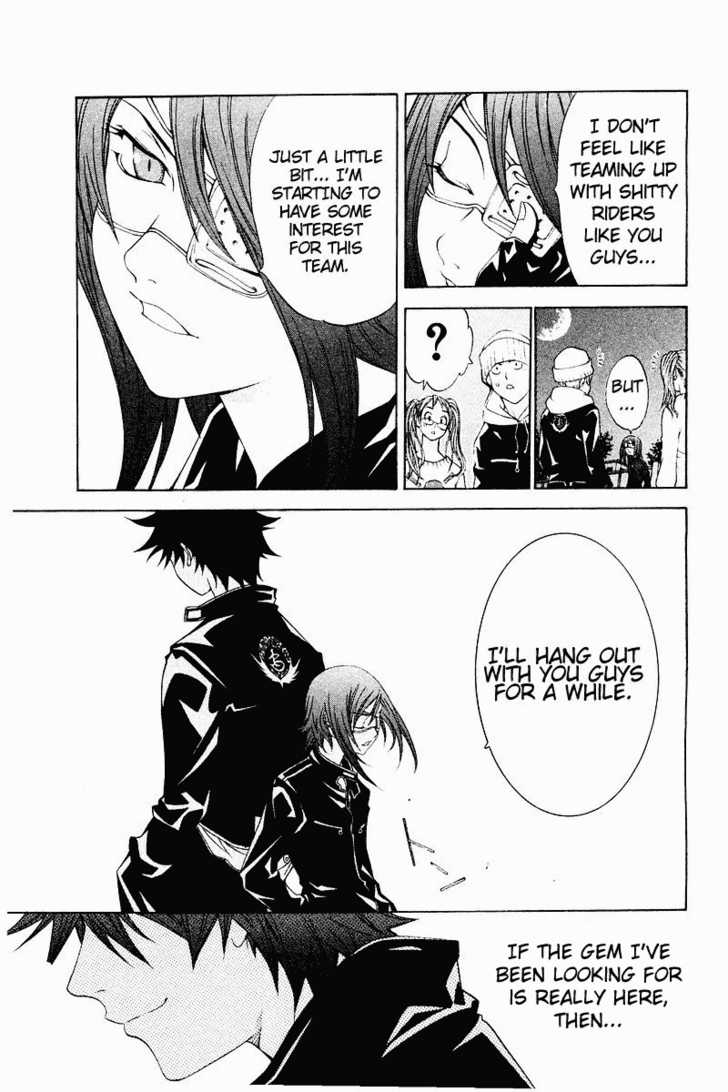 I DON'T
FEEL LIKE
TEAMING UP
WITH SHITTY
RIDERS
LIKE YOU
GUYS...
JUST A LITTLE
BIT... I'M
STARTING TO
HAVE SOME
INTEREST
FOR THIS
TEAM.
BUT
...
?
I'LL HANG OUT
WITH YOU GUYS
FOR A WHILE.
IF THE GEM I'VE
BEEN LOOKING FOR
IS REALLY HERE,
THEN...